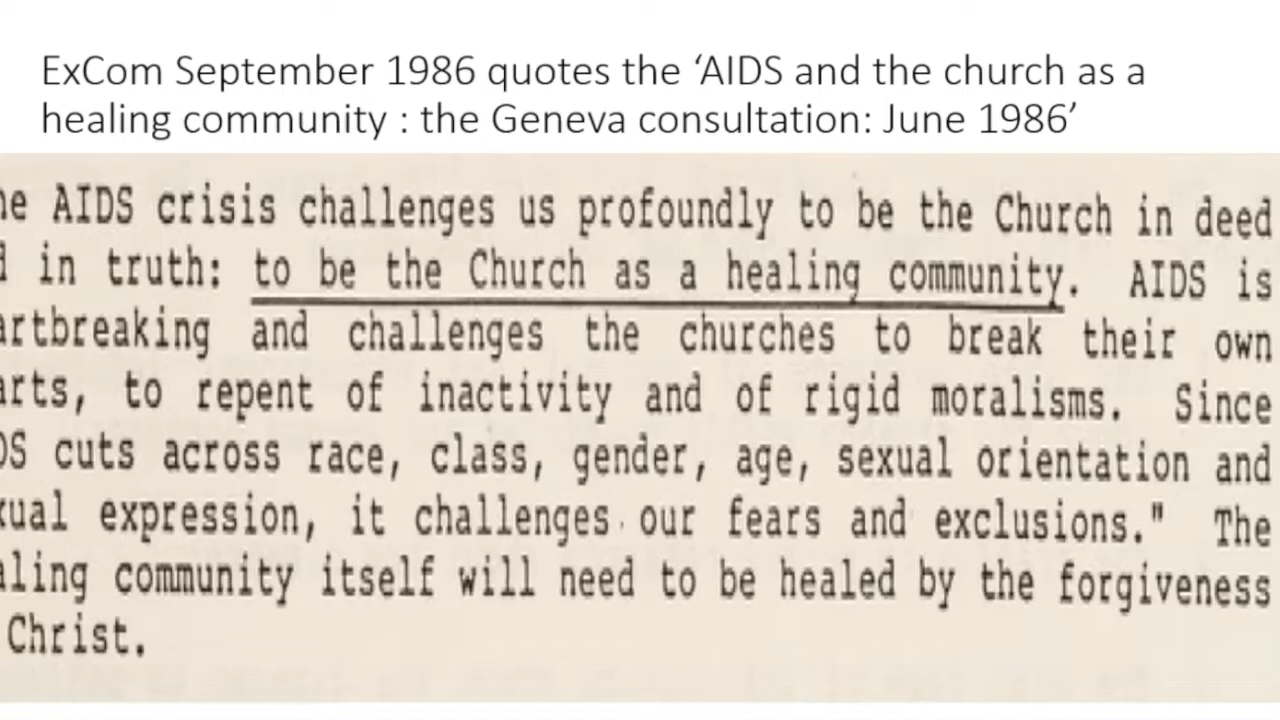 ExCom September 1986 quotes the ‘AIDS and the church as a
healing community : the Geneva consultation: June 1986’
he AIDS crisis challenges us profoundly to be the Church in deed
d in truth: to be the Church as a healing community. AIDS is
artbreaking and challenges the churches to break their own
arts, to repent of inactivity and of rigid moralisms. Since
DS cuts across race, class, gender, age, sexual orientation and
xual expression, it challenges our fears and exclusions." The
aling community itself will need to be healed by the forgiveness
Christ.